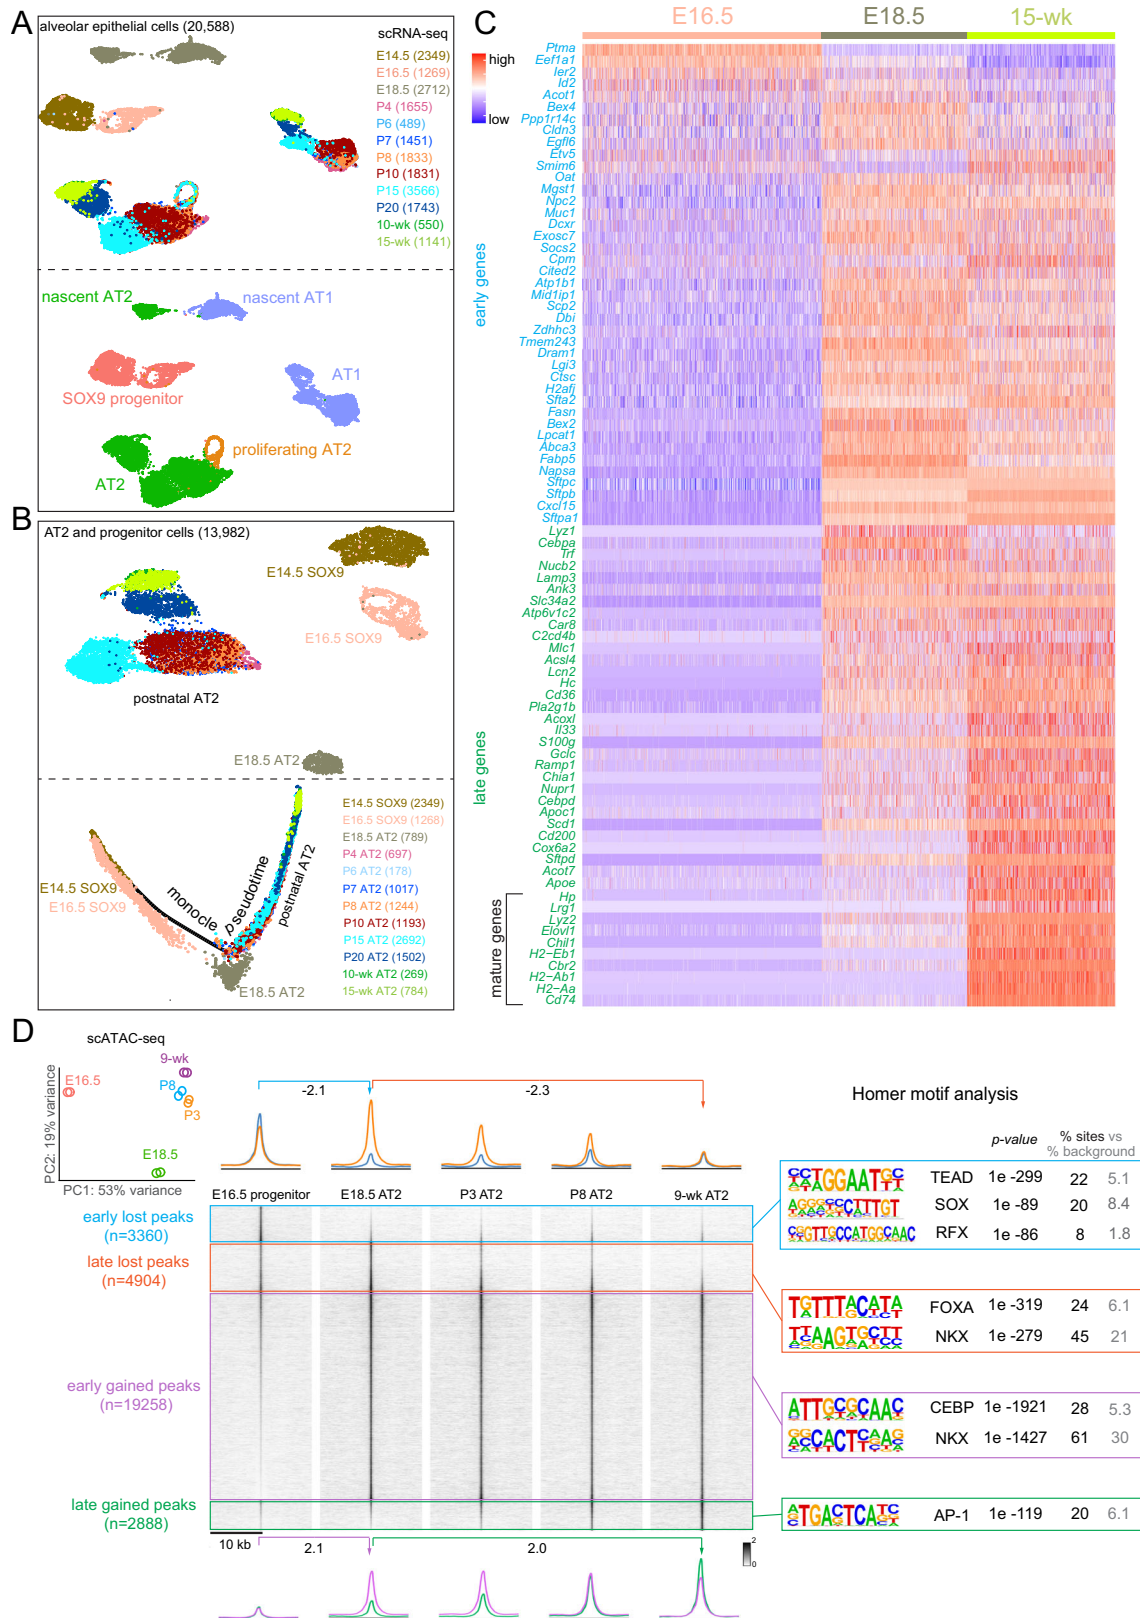 A
alveolar epithelial cells (20,588)
scRNA-seq
E14.5 (2349)
E16.5 (1269)
E18.5 (2712)
P4 (1655)
P6 (489)
P7 (1451)
P8 (1833)
P10 (1831)
P15 (3566)
P20 (1743)
10-wk (550)
15-wk (1141)
nascent AT2
nascent AT1
SOX9 progenitor
AT1
proliferating AT2
AT2
B
AT2 and progenitor cells (13,982)
E14.5 SOX9
E16.5 SOX9
postnatal AT2
E18.5 AT2
E14.5 SOX9
E16.5 SOX9
monocle
pseudotime
postnatal AT2
E18.5 AT2
E14.5 SOX9 (2349)
E16.5 SOX9 (1268)
E18.5 AT2 (789)
P4 AT2 (697)
P6 AT2 (178)
P7 AT2 (1017)
P8 AT2 (1244)
P10 AT2 (1193)
P15 AT2 (2692)
P20 AT2 (1502)
10-wk AT2 (269)
15-wk AT2 (784)
C
E16.5 E18.5 15-wk
high
low
early genes
Ptma
Eef1a1
Ier2
Id2
Acot1
Bex4
Ppp1r14c
Cldn3
Egfl6
Etv5
Smim6
Oat
Mgst1
Npc2
Muc1
Dcxr
Exosc7
Socs2
Cpm
Cited2
Atp1b1
Mid1ip1
Scp2
Dbi
Zdhhc3
Tmem243
Dram1
Lgi3
Ctsc
H2afj
Sfta2
Fasn
Bex2
Lpcat1
Abca3
Fabp5
Napsa
Sftpc
Sftpb
Cxcl15
Sftpa1
late genes
Lyz1
Cebpa
Trf
Nucb2
Lamp3
Ank3
Slc34a2
Atp6v1c2
Car8
C2cd4b
Mlc1
Acsl4
Lcn2
Hc
Cd36
Pla2g1b
Acoxl
Il33
S100g
Gclc
Ramp1
Chia1
Nupr1
Cebpd
Apoc1
Scd1
Cd200
Cox6a2
Sftpd
Acot7
Apoe
mature genes
Hp
Lrg1
Lyz2
Elovl1
Chil1
H2−Eb1
Cbr2
H2−Ab1
H2−Aa
Cd74
D
scATAC-seq
PC2: 19% variance
E16.5
9-wk
P8
P3
E18.5
PC1: 53% variance
-2.1
-2.3
E16.5 progenitor E18.5 AT2 P3 AT2 P8 AT2 9-wk AT2
early lost peaks
(n=3360)
late lost peaks
(n=4904)
early gained peaks
(n=19258)
late gained peaks
(n=2888)
10 kb
2.1
2.0
2
0
Homer motif analysis
p-value % sites vs
% background
TEAD 1e -299 22 5.1
SOX 1e -89 20 8.4
RFX 1e -86 8 1.8
FOXA 1e -319 24 6.1
NKX 1e -279 45 21
CEBP 1e -1921 28 5.3
NKX 1e -1427 61 30
AP-1 1e -119 20 6.1